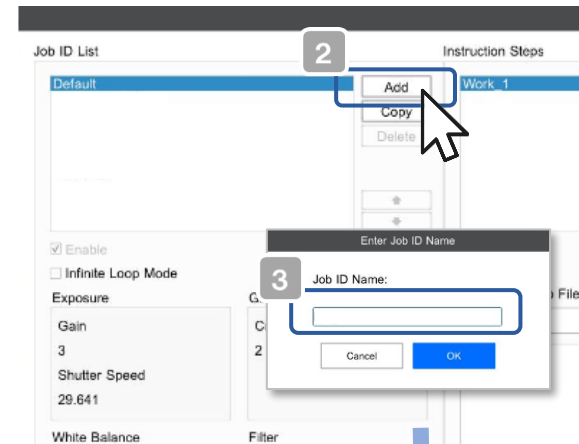 Job ID List
2
Instruction Steps
Default
Add
Work_1
Copy
Delete
Enter Job ID Name
Enable
Infinite Loop Mode
3
Job ID Name:
Exposure
File
Gain
3
Cancel
OK
2
Shutter Speed
29.641
White Balance
Filter